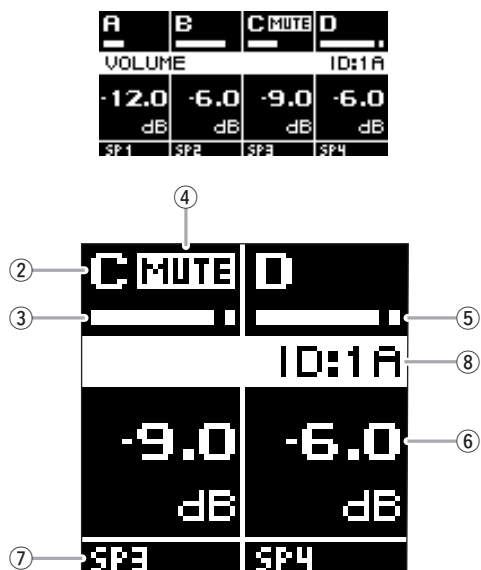 A B C MUTE D
VOLUME ID:1A
-12.0 -6.0 -9.0 -6.0
dB dB dB dB
SP1 SP2 SP3 SP4
④
② C MUTE D
③ ⑤
ID:1A ⑧
-9.0 -6.0 ⑥
dB dB
⑦ SP3 SP4